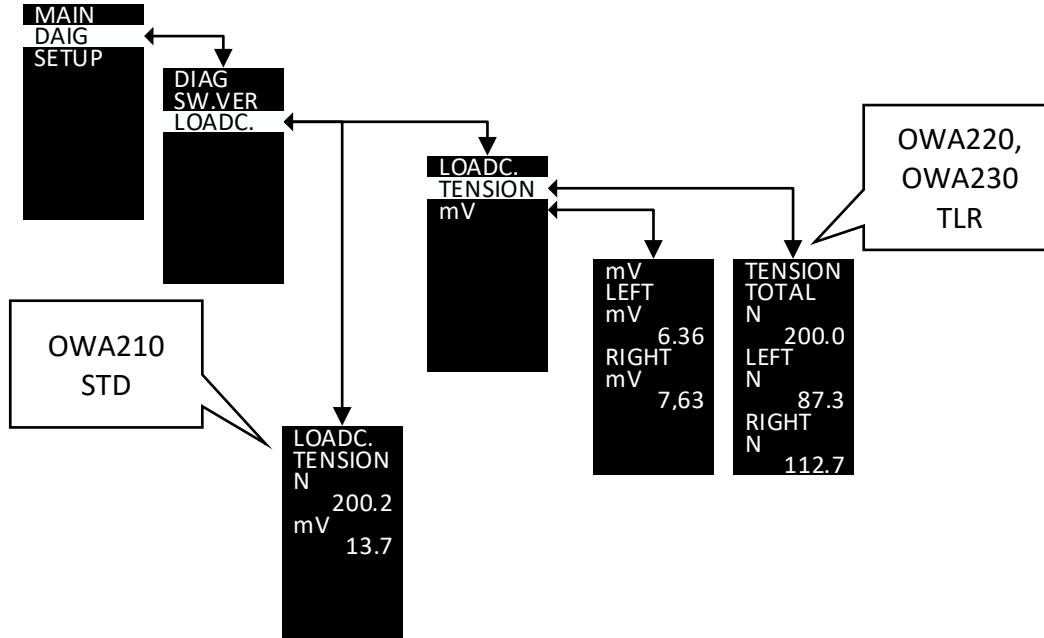 MAIN
DAIG
SETUP
DIAG
SW.VER
LOADC.
LOADC.
TENSION
mV
OWA220,
OWA230
TLR
mV
LEFT
mV
6.36
RIGHT
mV
7,63
TENSION
TOTAL
N
200.0
LEFT
N
87.3
RIGHT
N
112.7
OWA210
STD
LOADC.
TENSION
N
200.2
mV
13.7